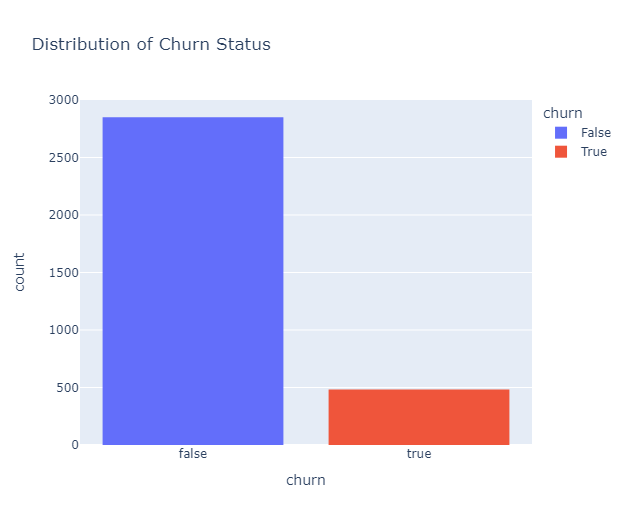 Distribution of Churn Status
churn
False
True
3000
2500
2000
1500
1000
500
0
count
false
true
churn